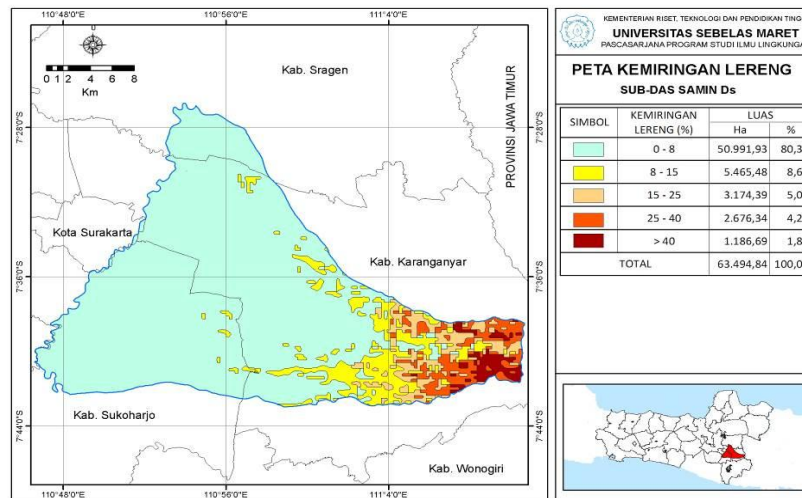 110°48'0"E 110°56'0"E 111°4'0"E
0 1 2 4 6 8
Km
Kab. Sragen
PROVINSI JAWA TIMUR
7°28'0"S 7°28'0"S
Kota Surakarta
Kab. Karanganyar
7°36'0"S 7°36'0"S
Kab. Sukoharjo
7°44'0"S 7°44'0"S
Kab. Wonogiri
110°48'0"E 110°56'0"E 111°4'0"E
KEMENTERIAN RISET, TEKNOLOGI DAN PENDIDIKAN TING
UNIVERSITAS SEBELAS MARET
PASCASARJANA PROGRAM STUDI ILMU LINGKUNGA
PETA KEMIRINGAN LERENG
SUB-DAS SAMIN Ds
SIMBOL KEMIRINGAN LERENG (%) LUAS
Ha %
0 - 8 50.991,93 80,3
8 - 15 5.465,48 8,6
15 - 25 3.174,39 5,0
25 - 40 2.676,34 4,2
> 40 1.186,69 1,8
TOTAL 63.494,84 100,0